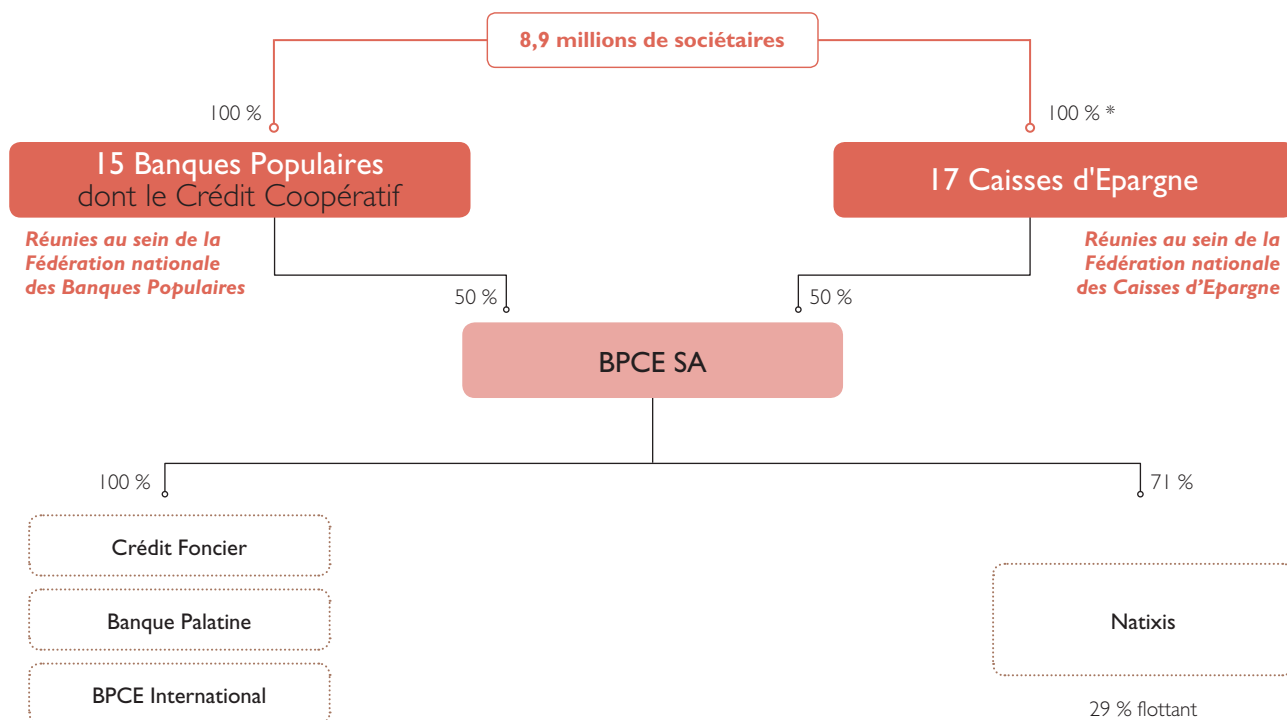 8,9 millions de sociétaires
100 %
100 % *
15 Banques Populaires
dont le Crédit Coopératif
17 Caisses d'Epargne
Réunies au sein de la
Fédération nationale
des Banques Populaires
Réunies au sein de la
Fédération nationale
des Caisses d’Epargne
50 %
50 %
BPCE SA
100 %
71 %
Crédit Foncier
Banque Palatine
BPCE International
Natixis
29 % flottant